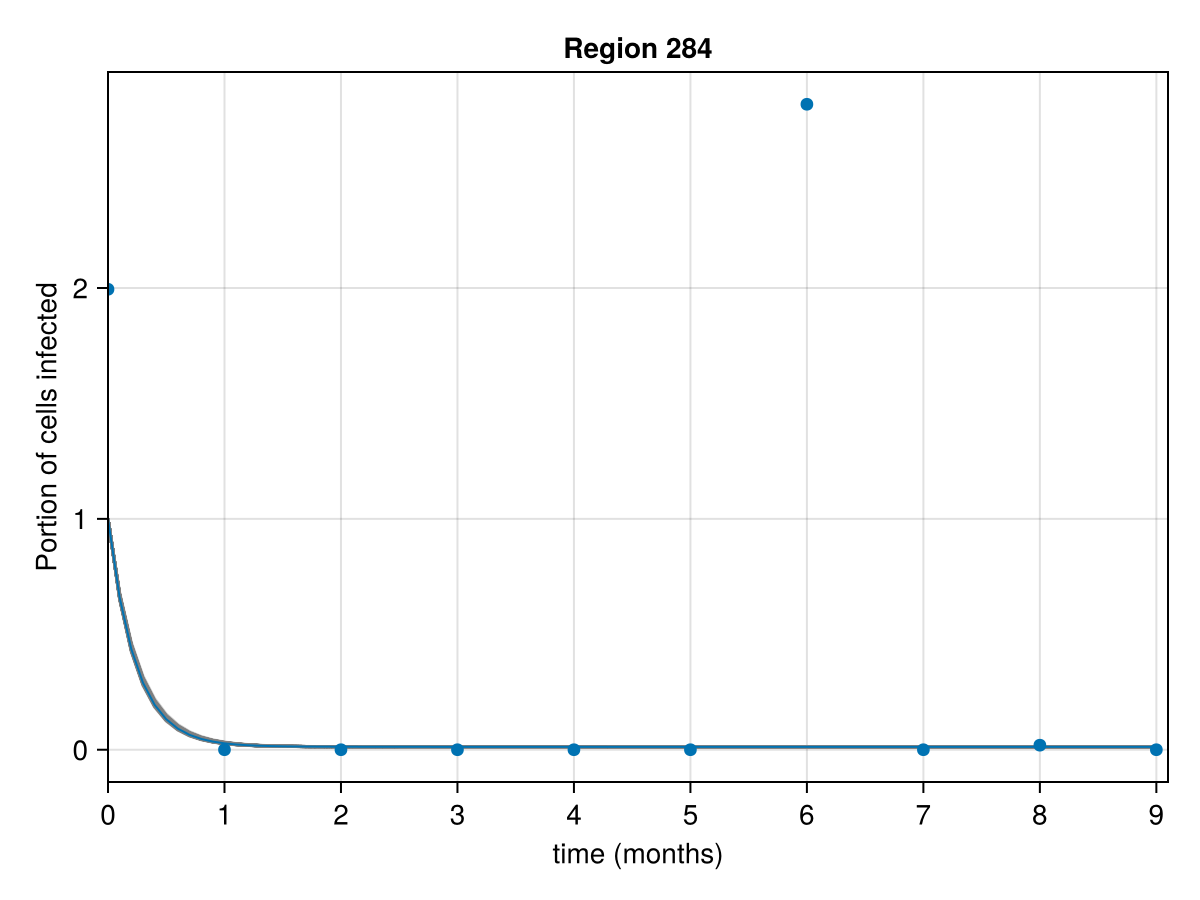 Region 284
Portion of cells infected
2
1
0
0 1 2 3 4 5 6 7 8 9
time (months)